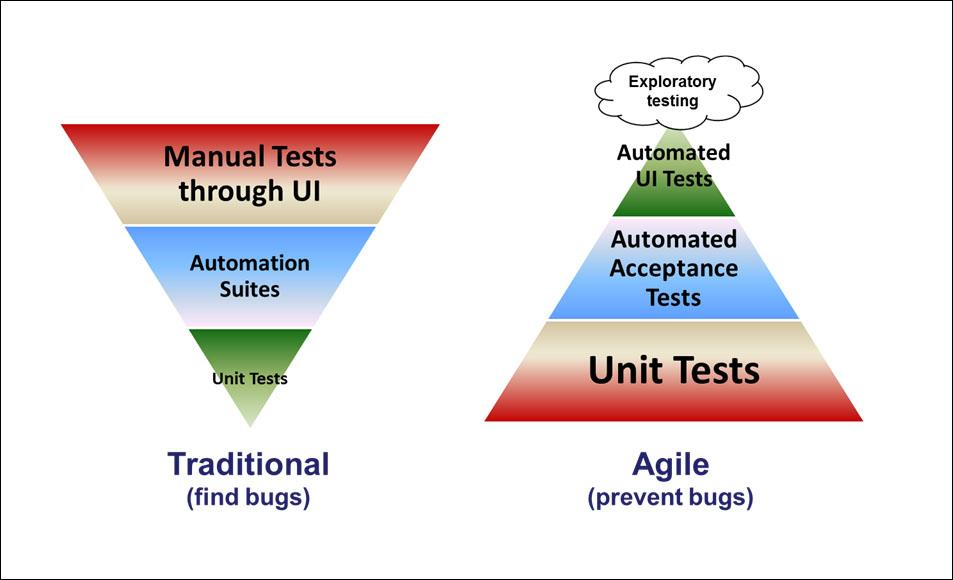 Manual Tests
through UI
Automation
Suites
Unit Tests
Traditional
(find bugs)
Exploratory
testing
Automated
UI Tests
Automated
Acceptance
Tests
Unit Tests
Agile
(prevent bugs)